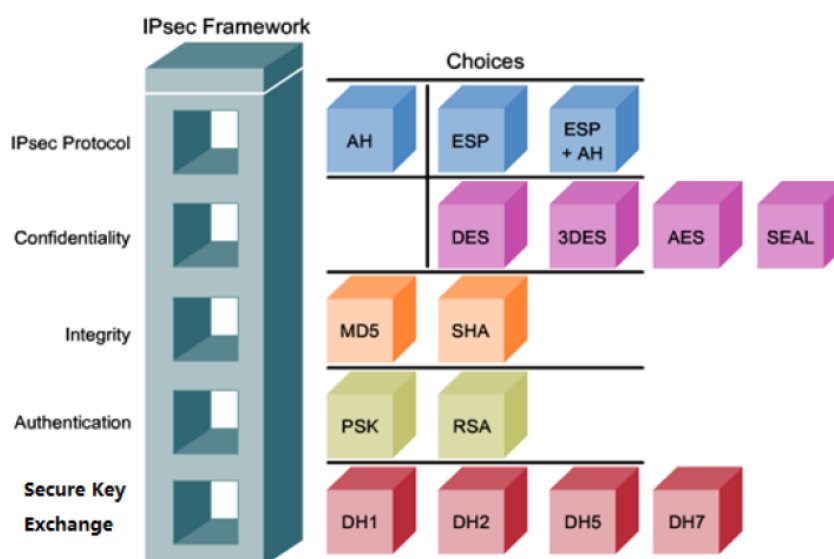 IPsec Framework
Choices
IPsec Protocol
AH
ESP
ESP
+ AH
Confidentiality
DES
3DES
AES
SEAL
Integrity
MD5
SHA
Authentication
PSK
RSA
Secure Key
Exchange
DH1
DH2
DH5
DH7